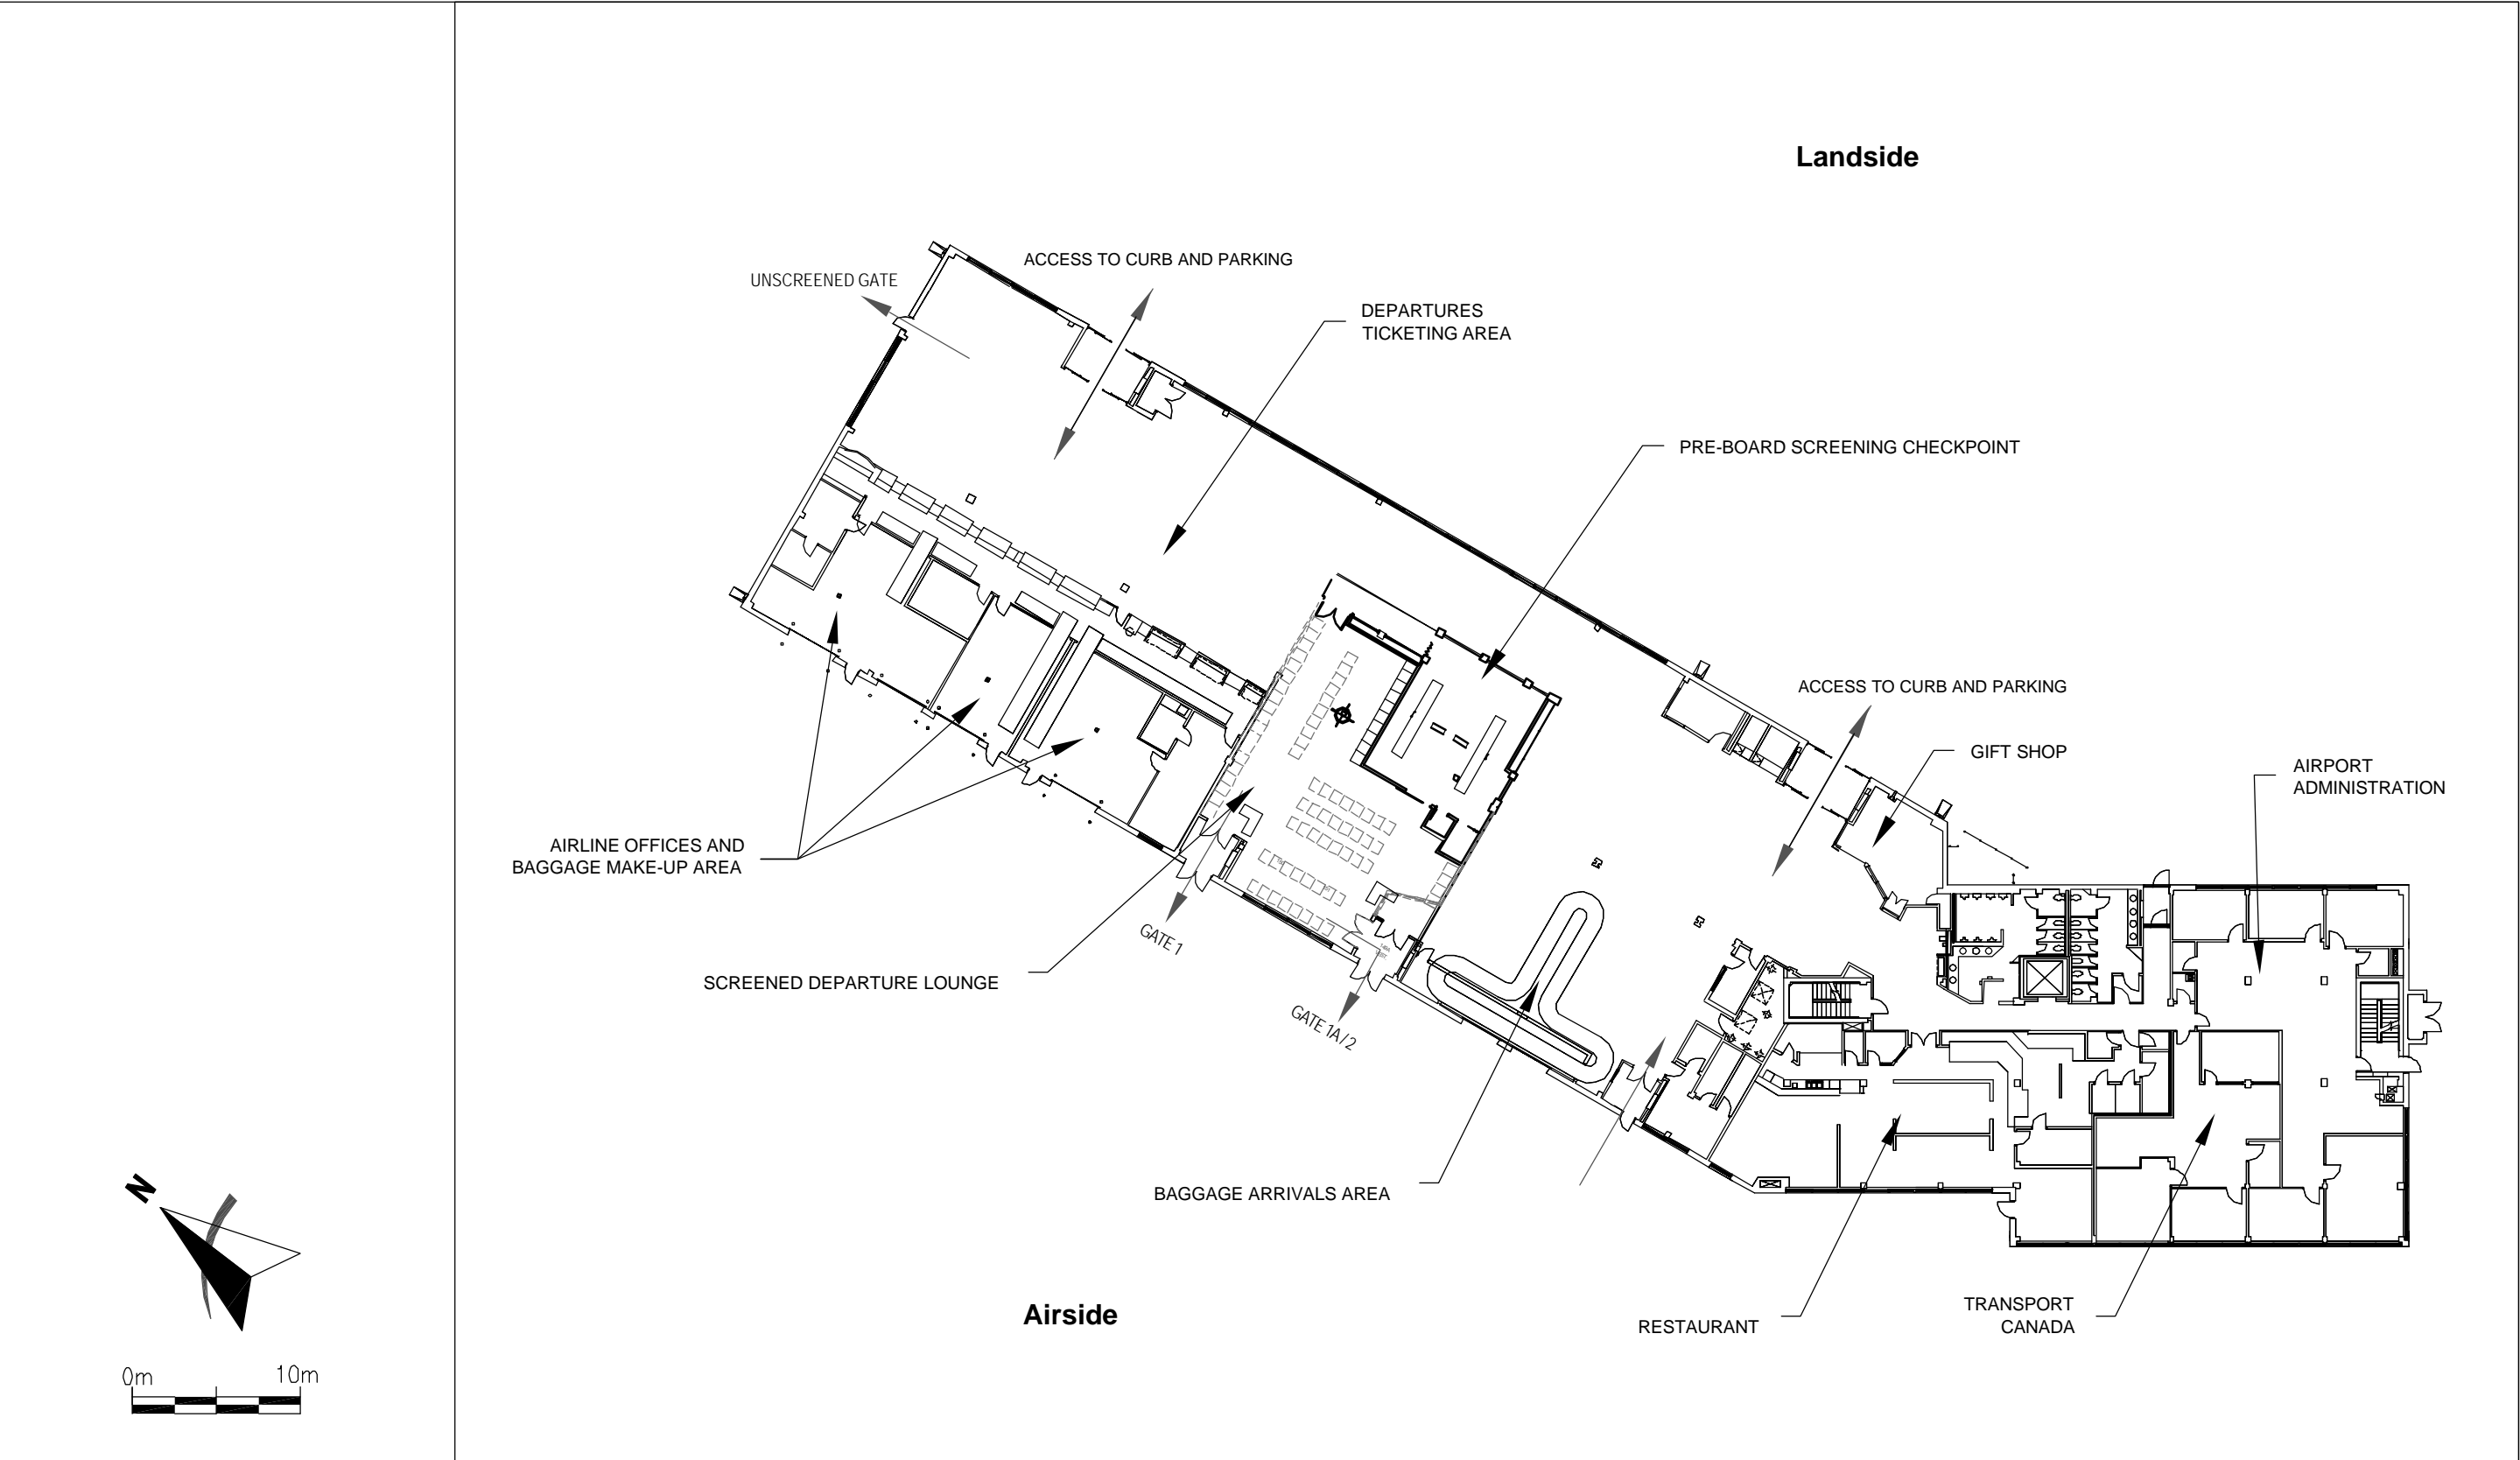 Landside
ACCESS TO CURB AND PARKING
UNSCREENED GATE
DEPARTURES
TICKETING AREA
PRE-BOARD SCREENING CHECKPOINT
ACCESS TO CURB AND PARKING
GIFT SHOP
AIRPORT
ADMINISTRATION
AIRLINE OFFICES AND
BAGGAGE MAKE-UP AREA
GATE 1
SCREENED DEPARTURE LOUNGE
GATE 1A/2
BAGGAGE ARRIVALS AREA
N
Airside
RESTAURANT
TRANSPORT
CANADA
0m 10m